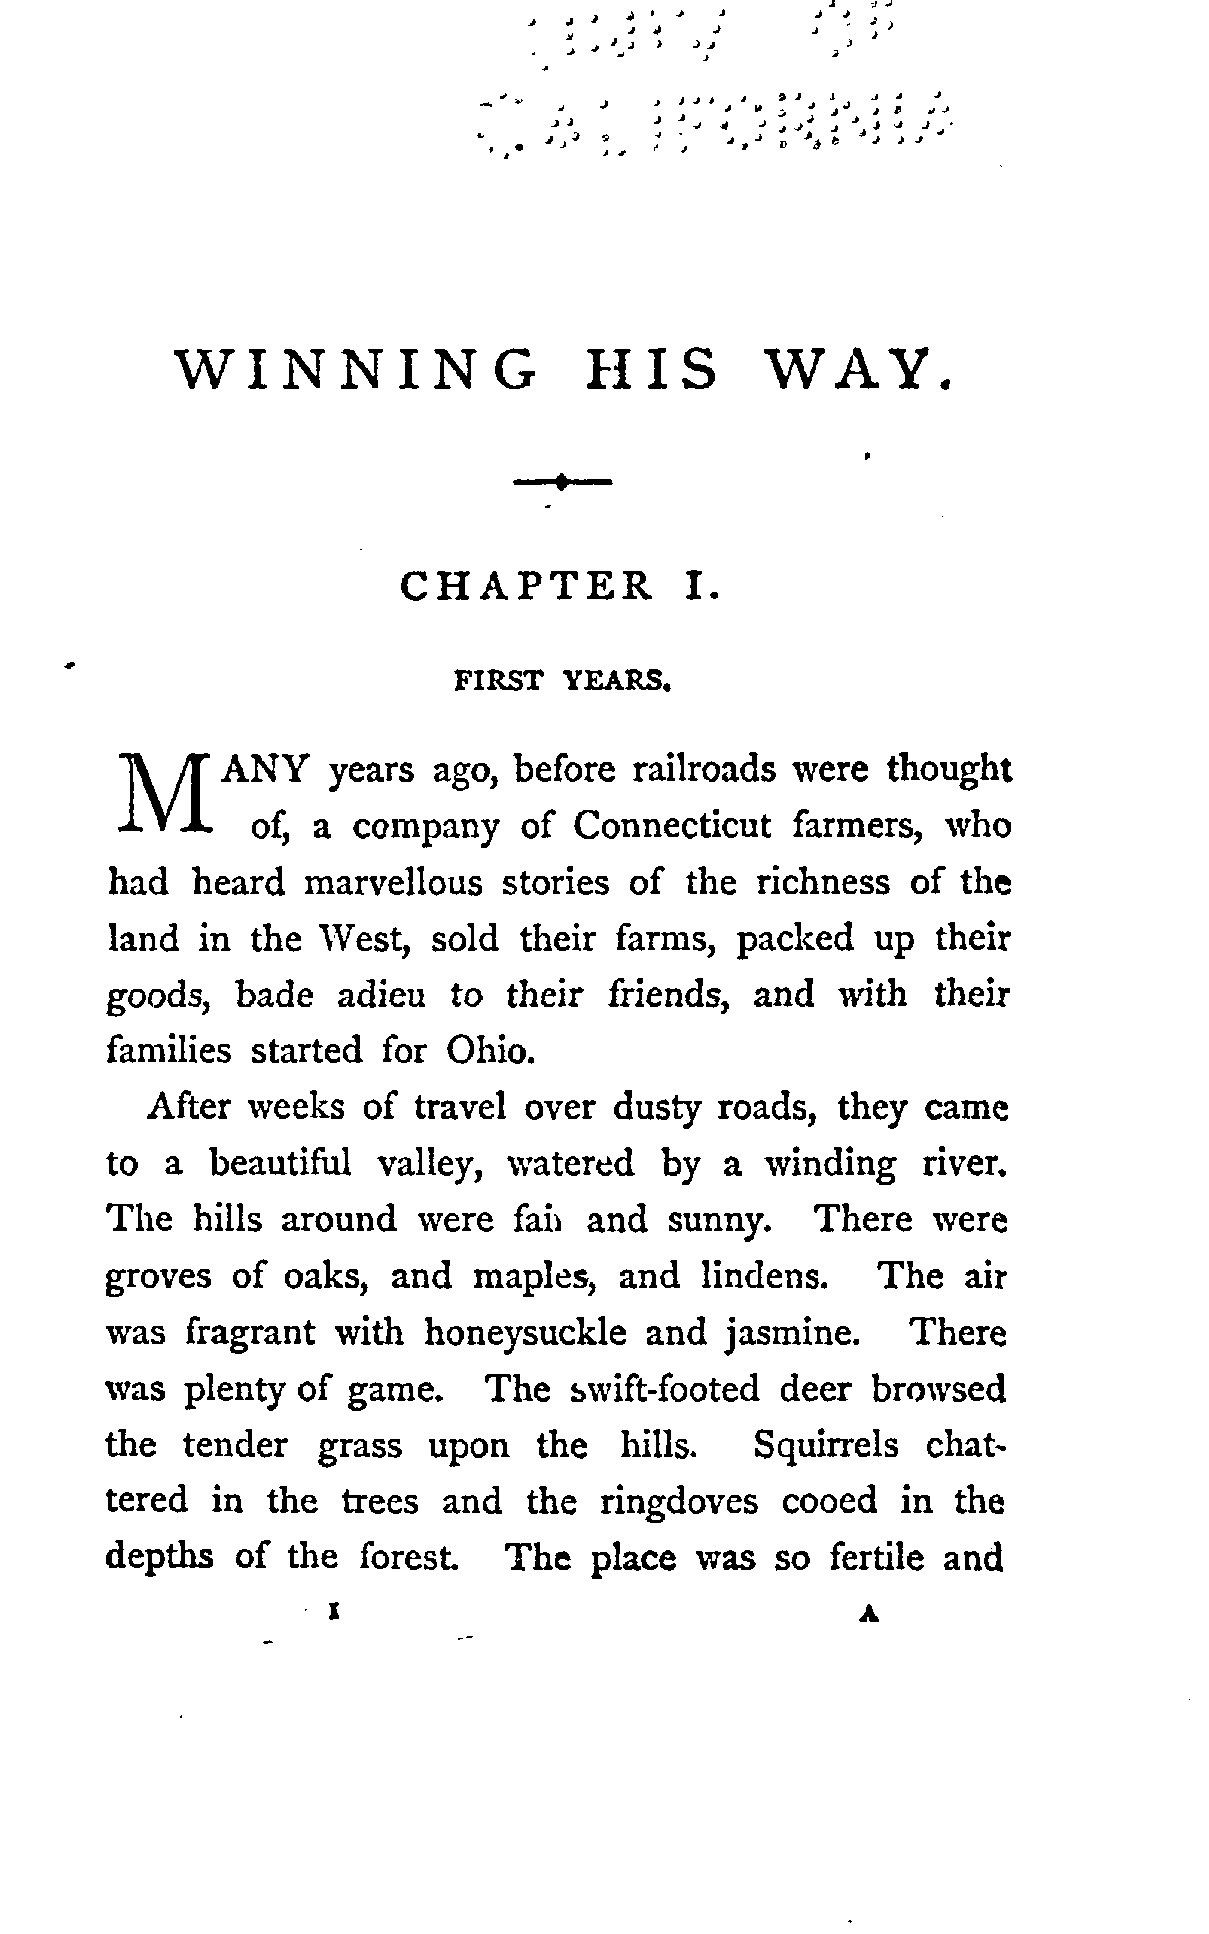 OF
CALIFORNIA
WINNING HIS WAY.
CHAPTER I.
FIRST YEARS.
MANY years ago, before railroads were thought
of, a company of Connecticut farmers, who
had heard marvellous stories of the richness of the
land in the West, sold their farms, packed up their
goods, bade adieu to their friends, and with their
families started for Ohio.
After weeks of travel over dusty roads, they came
to a beautiful valley, watered by a winding river.
The hills around were fair and sunny. There were
groves of oaks, and maples, and lindens. The air
was fragrant with honeysuckle and jasmine. There
was plenty of game. The swift-footed deer browsed
the tender grass upon the hills. Squirrels chat-
tered in the trees and the ringdoves cooed in the
depths of the forest. The place was so fertile and
I A